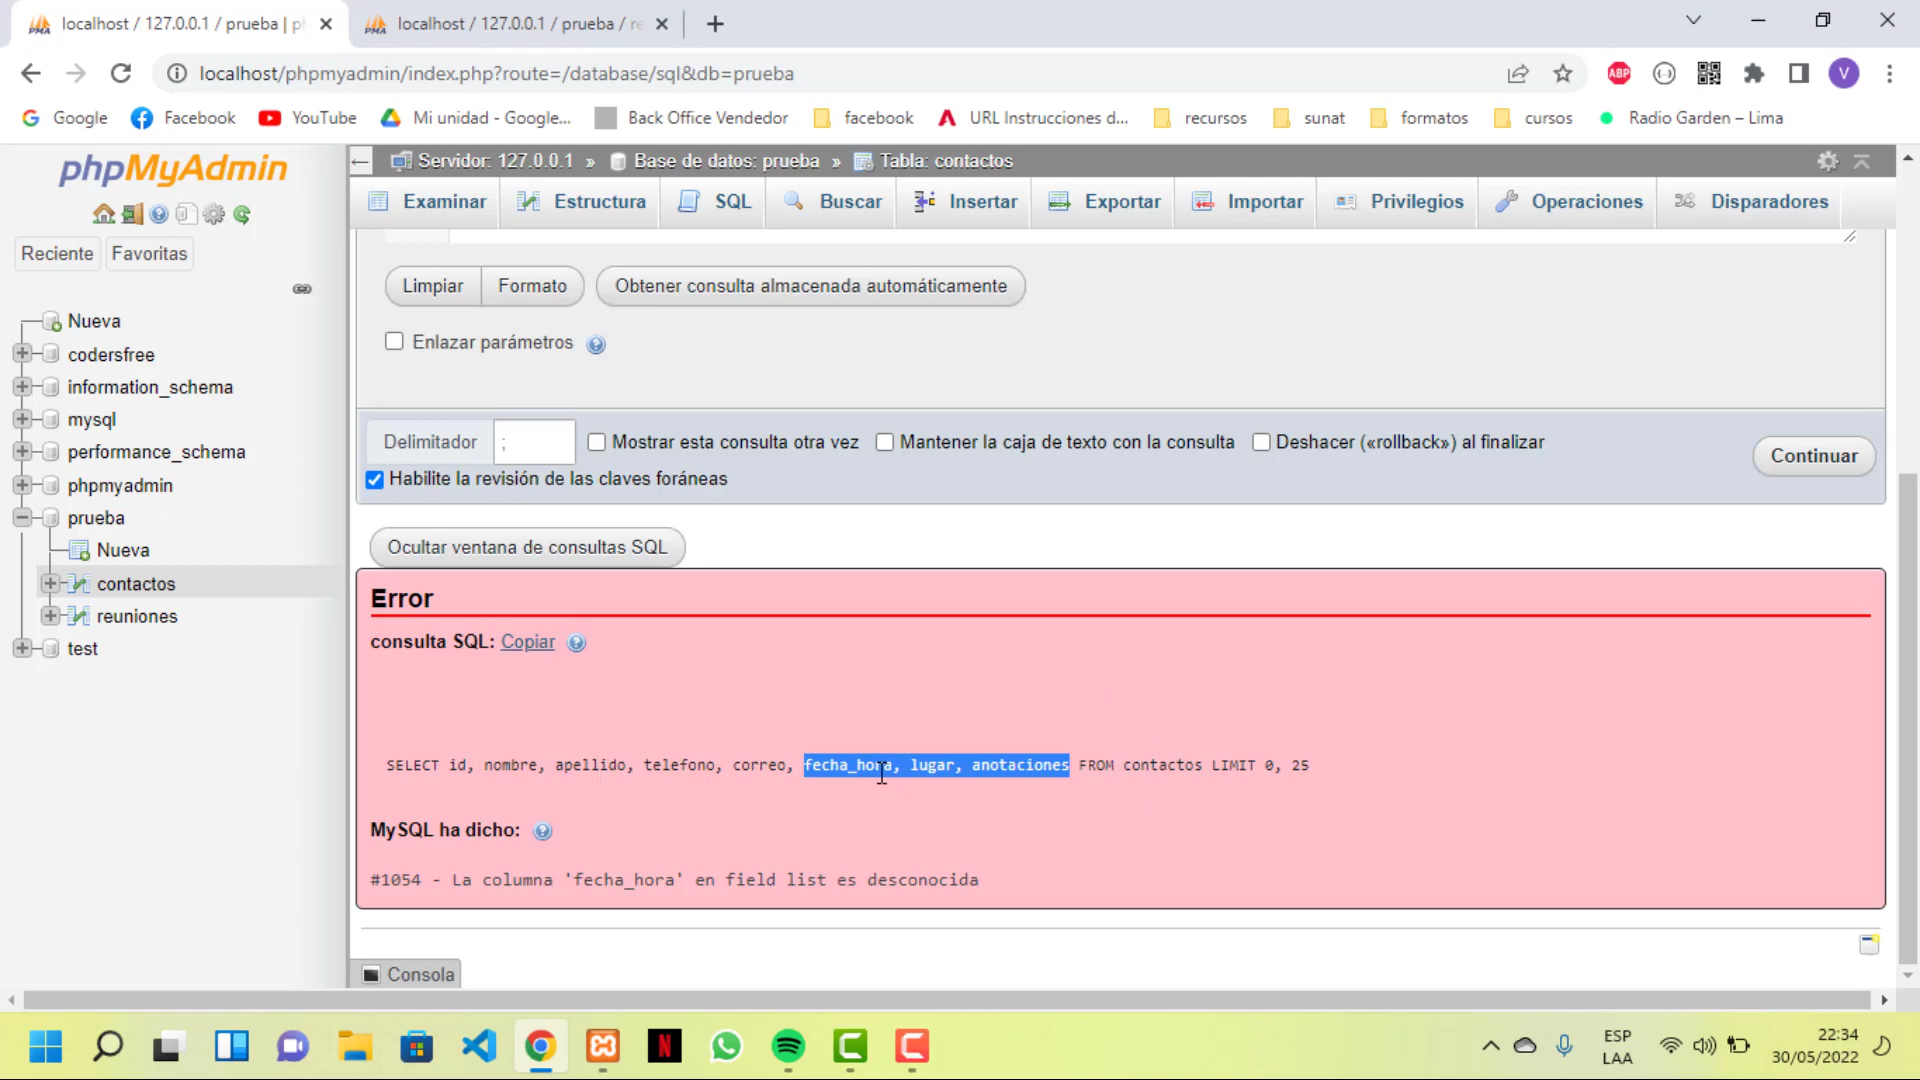 localhost / 127.0.0.1 / prueba | ph
localhost / 127.0.0.1 / prueba / re
localhost/phpmyadmin/index.php?route=/database/sql&db=prueba
ABP
V
Google
Facebook
YouTube
Mi unidad - Google...
Back Office Vendedor
facebook
URL Instrucciones d...
recursos
sunat
formatos
cursos
Radio Garden – Lima
phpMyAdmin
Reciente
Favoritas
Nueva
codersfree
information_schema
mysql
performance_schema
phpmyadmin
prueba
Nueva
contactos
reuniones
test
Servidor: 127.0.0.1 » Base de datos: prueba » Tabla: contactos
Examinar
Estructura
SQL
Buscar
Insertar
Exportar
Importar
Privilegios
Operaciones
Disparadores
Limpiar
Formato
Obtener consulta almacenada automáticamente
Enlazar parámetros
Delimitador
;
Mostrar esta consulta otra vez
Mantener la caja de texto con la consulta
Deshacer («rollback») al finalizar
Habilite la revisión de las claves foráneas
Continuar
Ocultar ventana de consultas SQL
Error
consulta SQL: Copiar
SELECT id, nombre, apellido, telefono, correo, fecha_hora, lugar, anotaciones FROM contactos LIMIT 0, 25
MySQL ha dicho:
#1054 - La columna 'fecha_hora' en field list es desconocida
Consola
ESP
LAA
22:34
30/05/2022